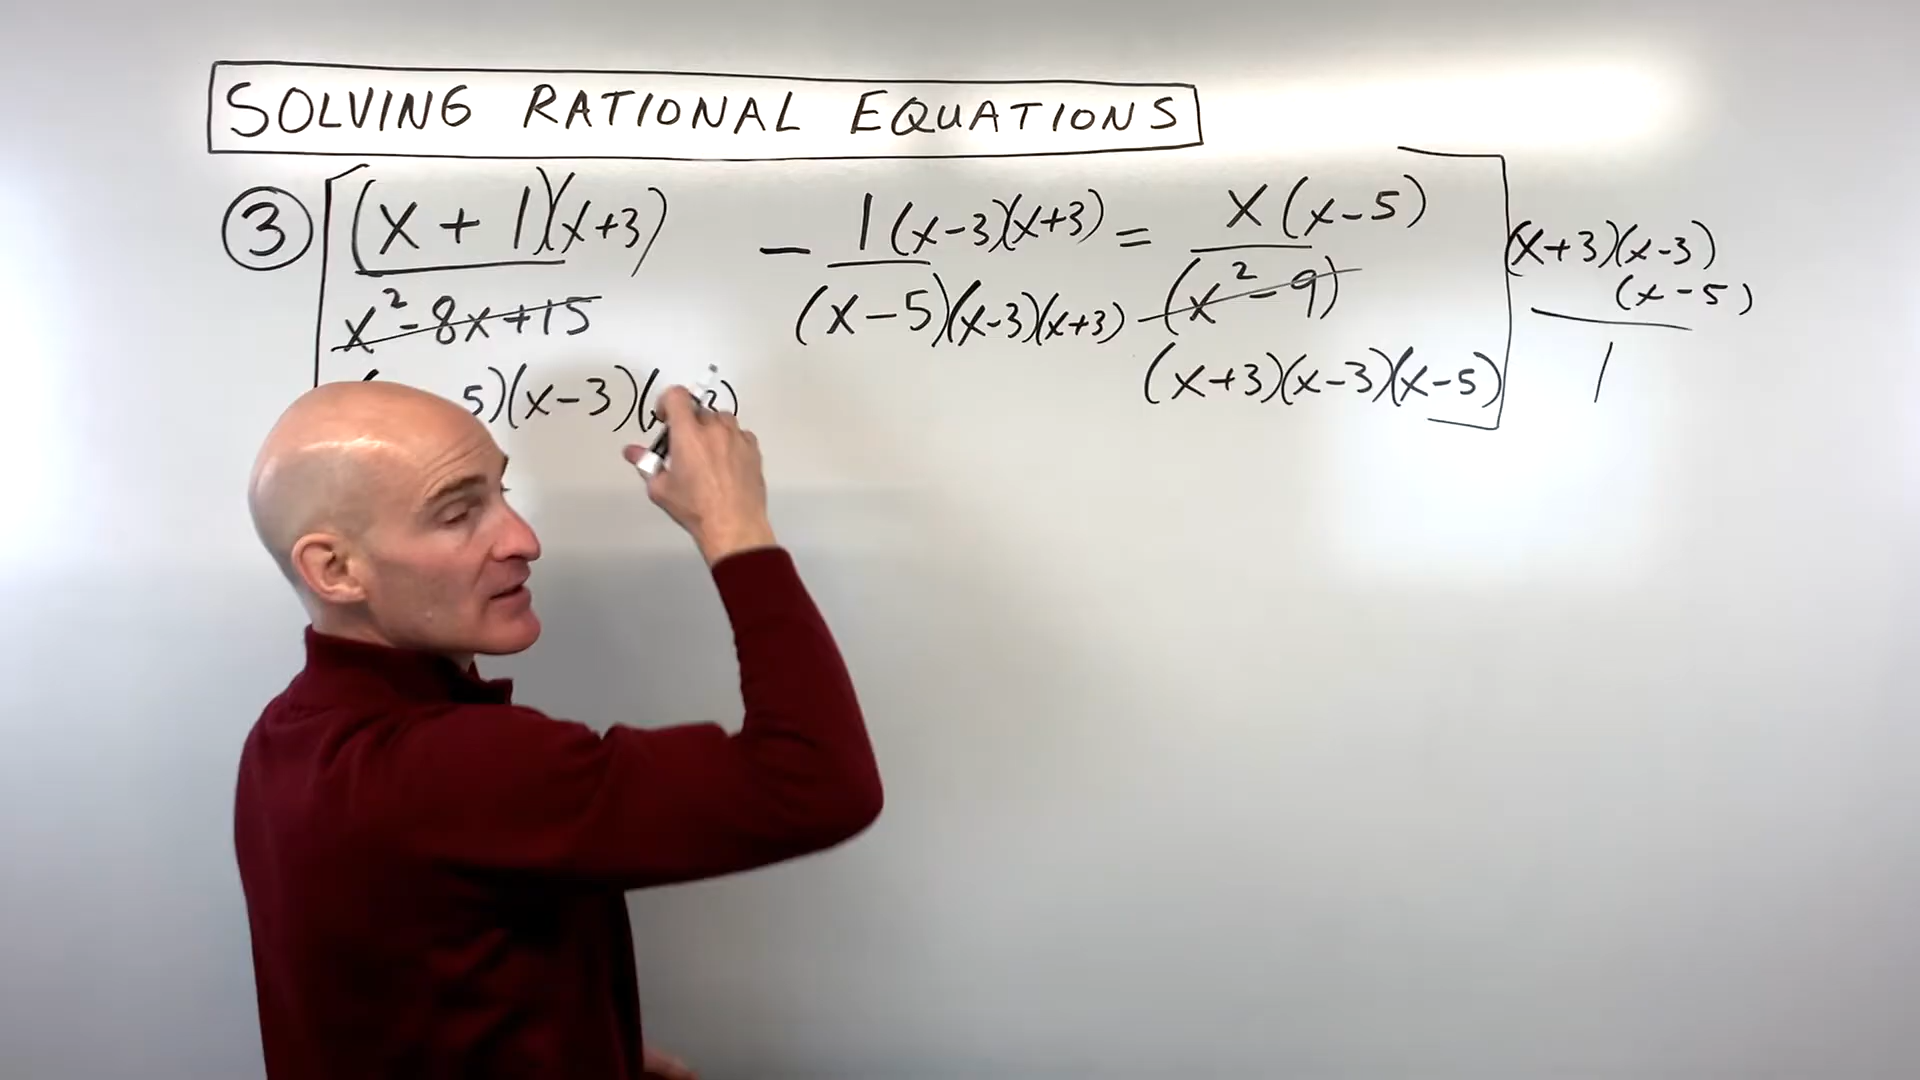 SOLVING RATIONAL EQUATIONS
③ [(x + 1)(x+3) - 1(x-3)(x+3) = x(x-5)] (x+3)(x-3)
(x-5)
x²-8x+15 (x-5)(x-3)(x+3) (x²-9)
5)(x-3)( 3) (x+3)(x-3)(x-5) 1